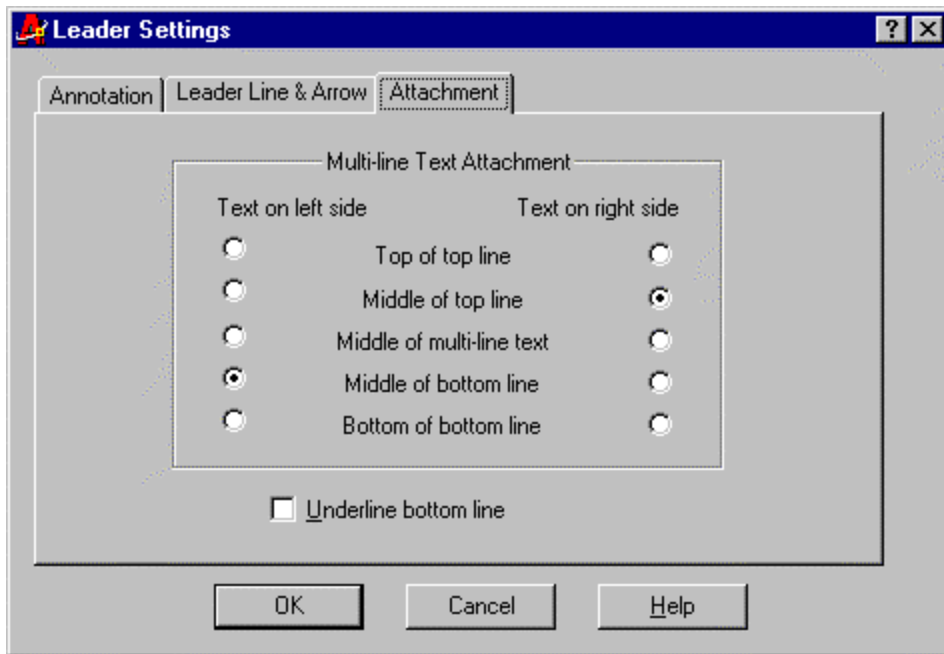 Leader Settings
Annotation
Leader Line & Arrow
Attachment
Multi-line Text Attachment
Text on left side
Text on right side
Top of top line
Middle of top line
Middle of multi-line text
Middle of bottom line
Bottom of bottom line
Underline bottom line
OK
Cancel
Help